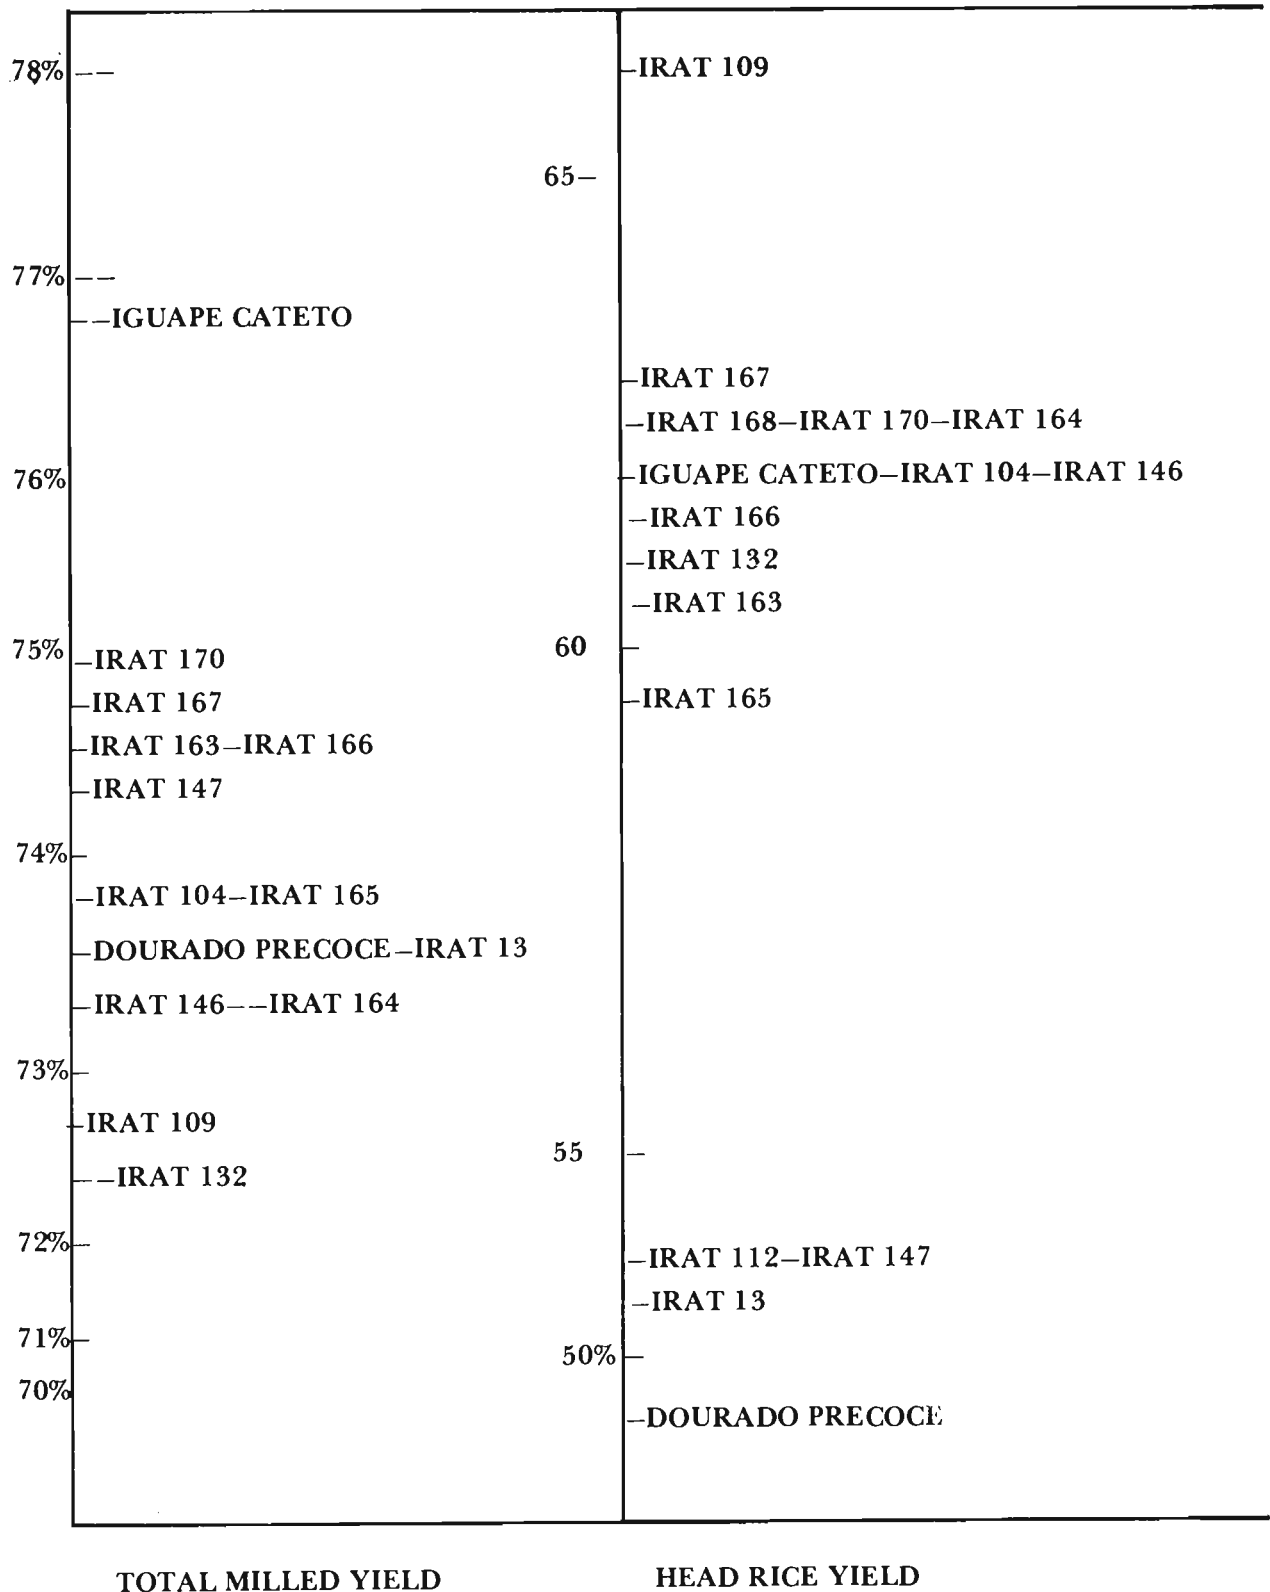 78% –– 
77% ––
––IGUAPE CATETO
76%
75%
–IRAT 170
–IRAT 167
–IRAT 163–IRAT 166
–IRAT 147
74% –
–IRAT 104–IRAT 165
–DOURADO PRECOCE–IRAT 13
–IRAT 146––IRAT 164
73% –
–IRAT 109
––IRAT 132
72% –
71% –
70%
TOTAL MILLED YIELD
–IRAT 109
65–
–IRAT 167
–IRAT 168–IRAT 170–IRAT 164
–IGUAPE CATETO–IRAT 104–IRAT 146
–IRAT 166
–IRAT 132
–IRAT 163
60 –
–IRAT 165
55 –
–IRAT 112–IRAT 147
–IRAT 13
50% –
–DOURADO PRECOCE
HEAD RICE YIELD